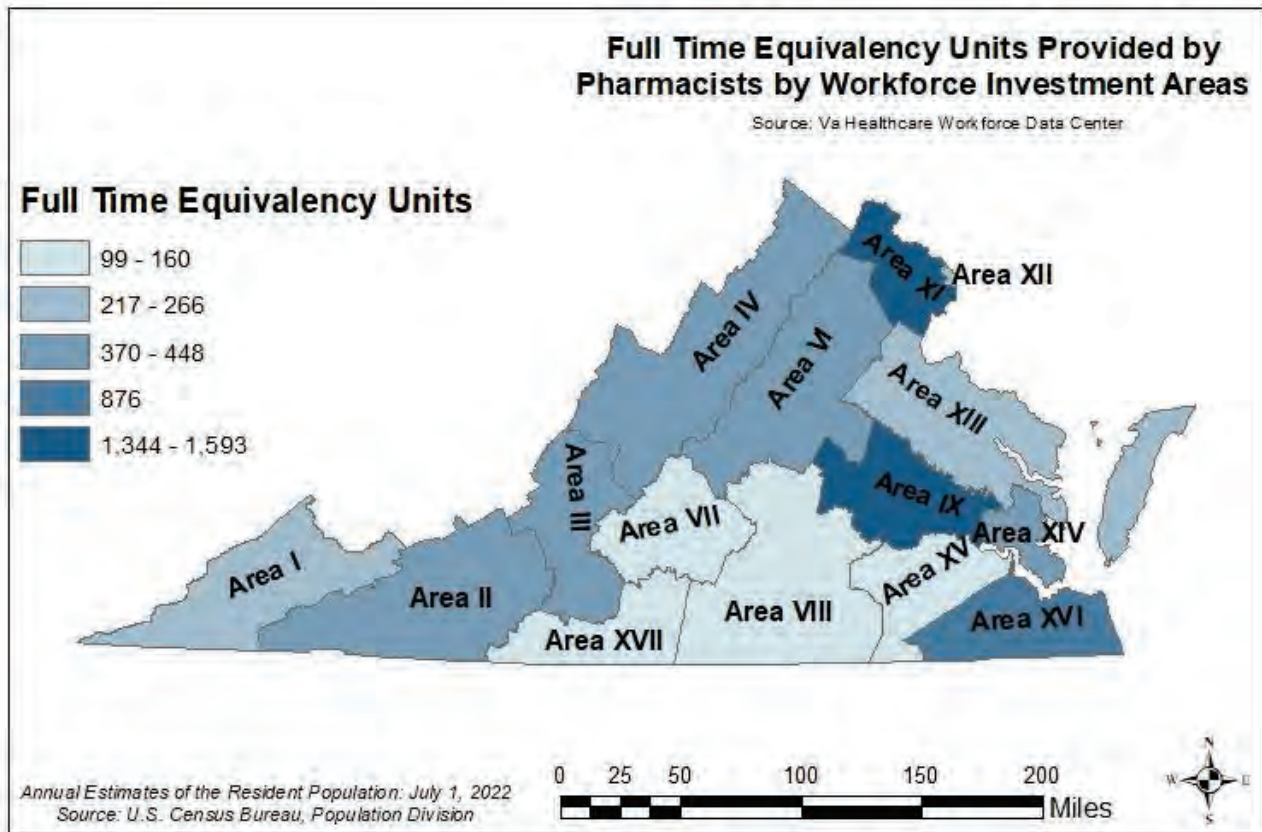 Full Time Equivalency Units Provided by
Pharmacists by Workforce Investment Areas
Source: Va Healthcare Workforce Data Center
Full Time Equivalency Units
99 - 160
217 - 266
370 - 448
876
1,344 - 1,593
Area XI
Area XII
Area IV
Area VI
Area XIII
Area III
Area VII
Area IX
Area XIV
Area XV
Area I
Area II
Area VIII
Area XVI
Area XVII
N
W E
S
0 25 50 100 150 200
Miles
Annual Estimates of the Resident Population: July 1, 2022
Source: U.S. Census Bureau, Population Division